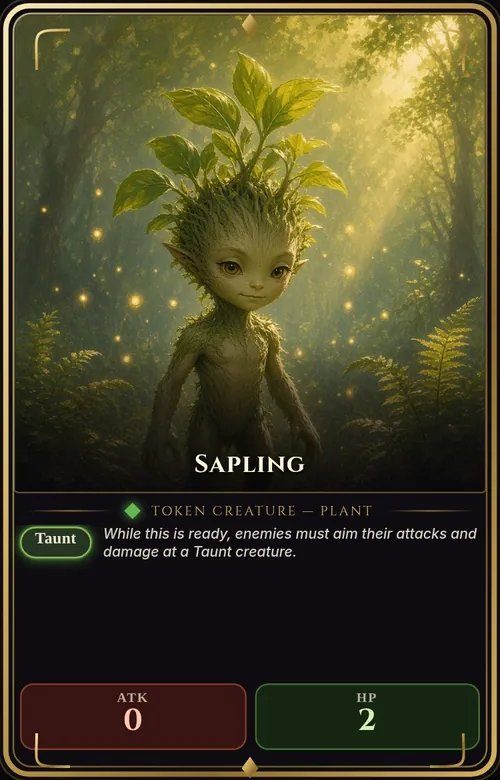 Sapling
TOKEN CREATURE — PLANT
Taunt
While this is ready, enemies must aim their attacks and
damage at a Taunt creature.
ATK
0
HP
2